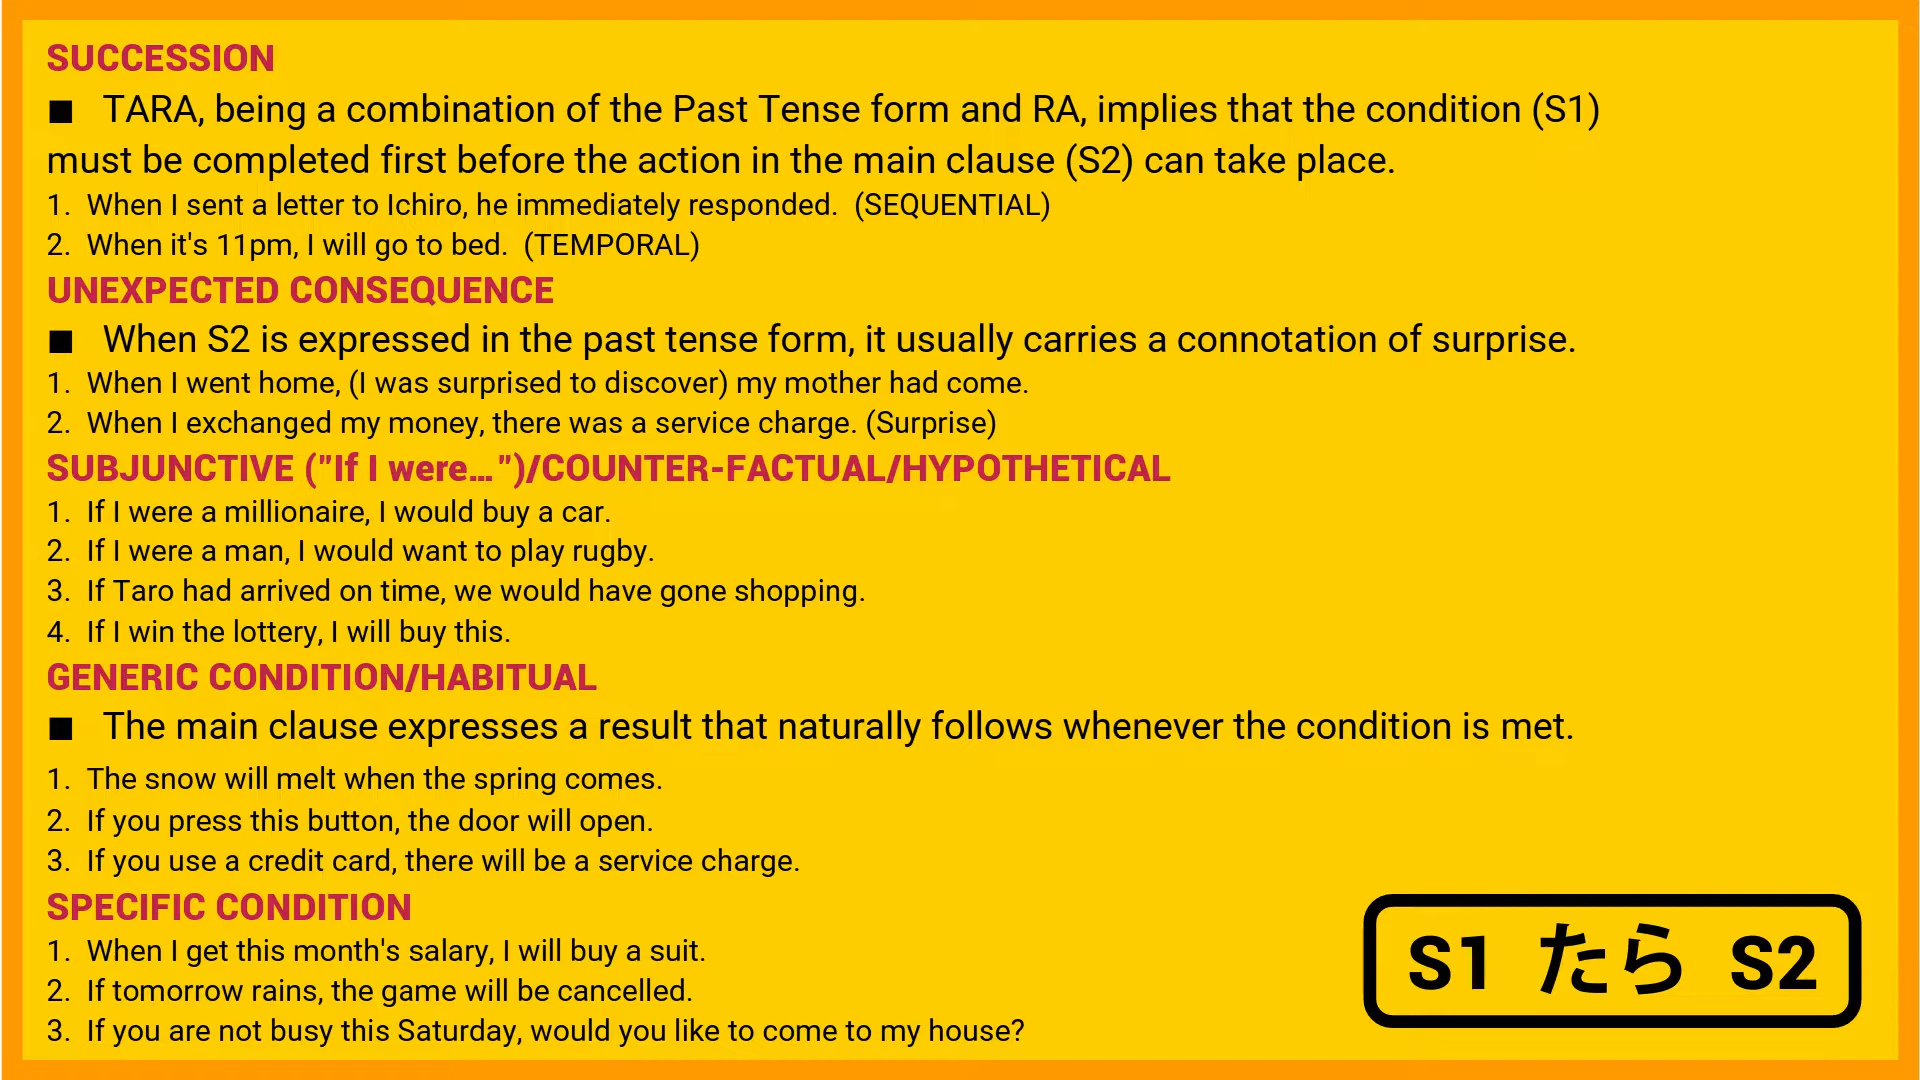 SUCCESSION
■ TARA, being a combination of the Past Tense form and RA, implies that the condition (S1)
must be completed first before the action in the main clause (S2) can take place.
1. When I sent a letter to Ichiro, he immediately responded. (SEQUENTIAL)
2. When it's 11pm, I will go to bed. (TEMPORAL)
UNEXPECTED CONSEQUENCE
■ When S2 is expressed in the past tense form, it usually carries a connotation of surprise.
1. When I went home, (I was surprised to discover) my mother had come.
2. When I exchanged my money, there was a service charge. (Surprise)
SUBJUNCTIVE ("If I were…")/COUNTER-FACTUAL/HYPOTHETICAL
1. If I were a millionaire, I would buy a car.
2. If I were a man, I would want to play rugby.
3. If Taro had arrived on time, we would have gone shopping.
4. If I win the lottery, I will buy this.
GENERIC CONDITION/HABITUAL
■ The main clause expresses a result that naturally follows whenever the condition is met.
1. The snow will melt when the spring comes.
2. If you press this button, the door will open.
3. If you use a credit card, there will be a service charge.
SPECIFIC CONDITION
1. When I get this month's salary, I will buy a suit.
2. If tomorrow rains, the game will be cancelled.
3. If you are not busy this Saturday, would you like to come to my house?
S1 たら S2